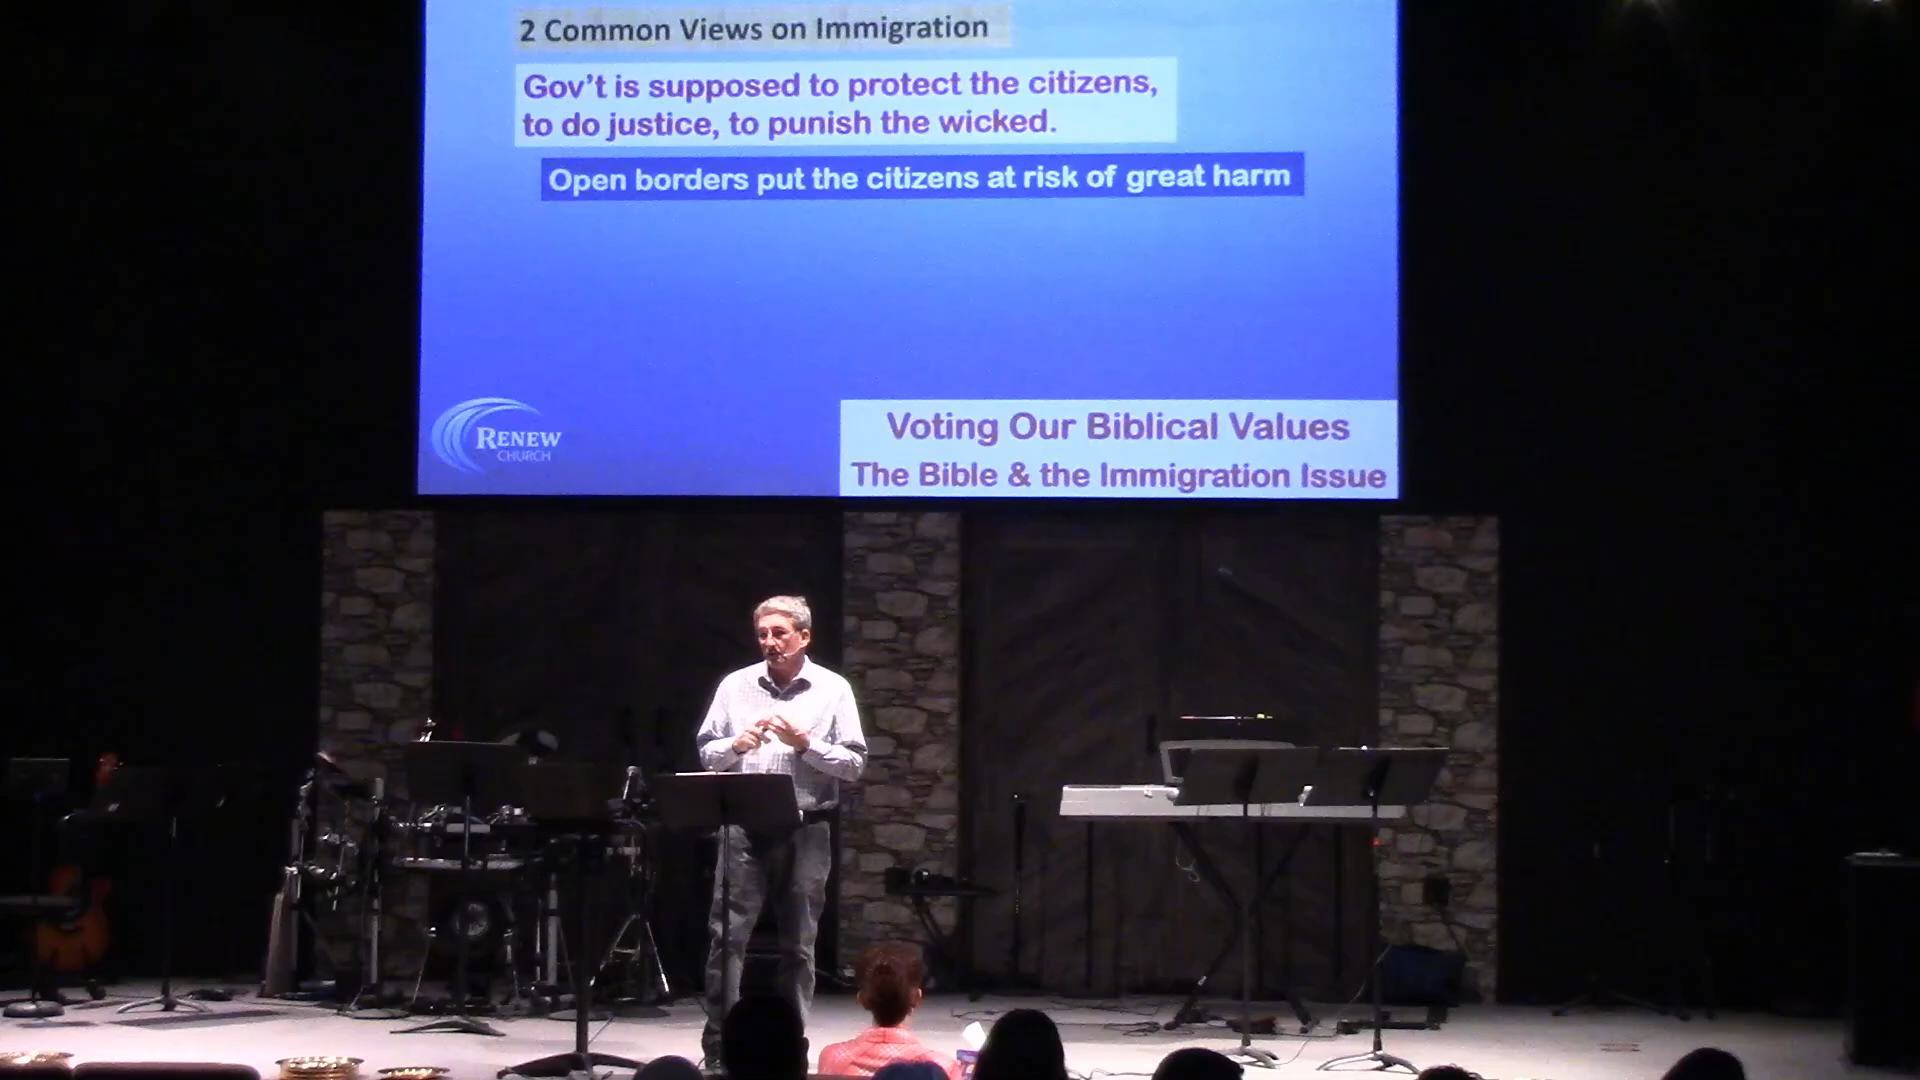 2 Common Views on Immigration
Gov't is supposed to protect the citizens,
to do justice, to punish the wicked.
Open borders put the citizens at risk of great harm
RENEW
CHURCH
Voting Our Biblical Values
The Bible & the Immigration Issue